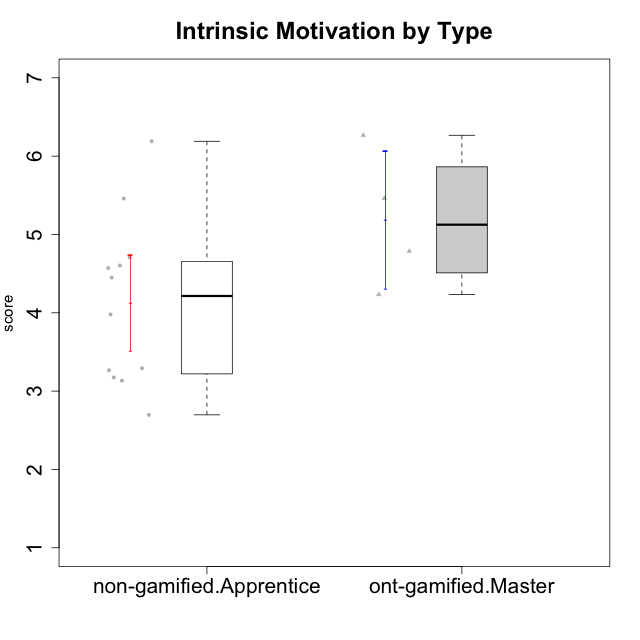 Intrinsic Motivation by Type
score
7
6
5
4
3
2
1
non-gamified.Apprentice
ont-gamified.Master